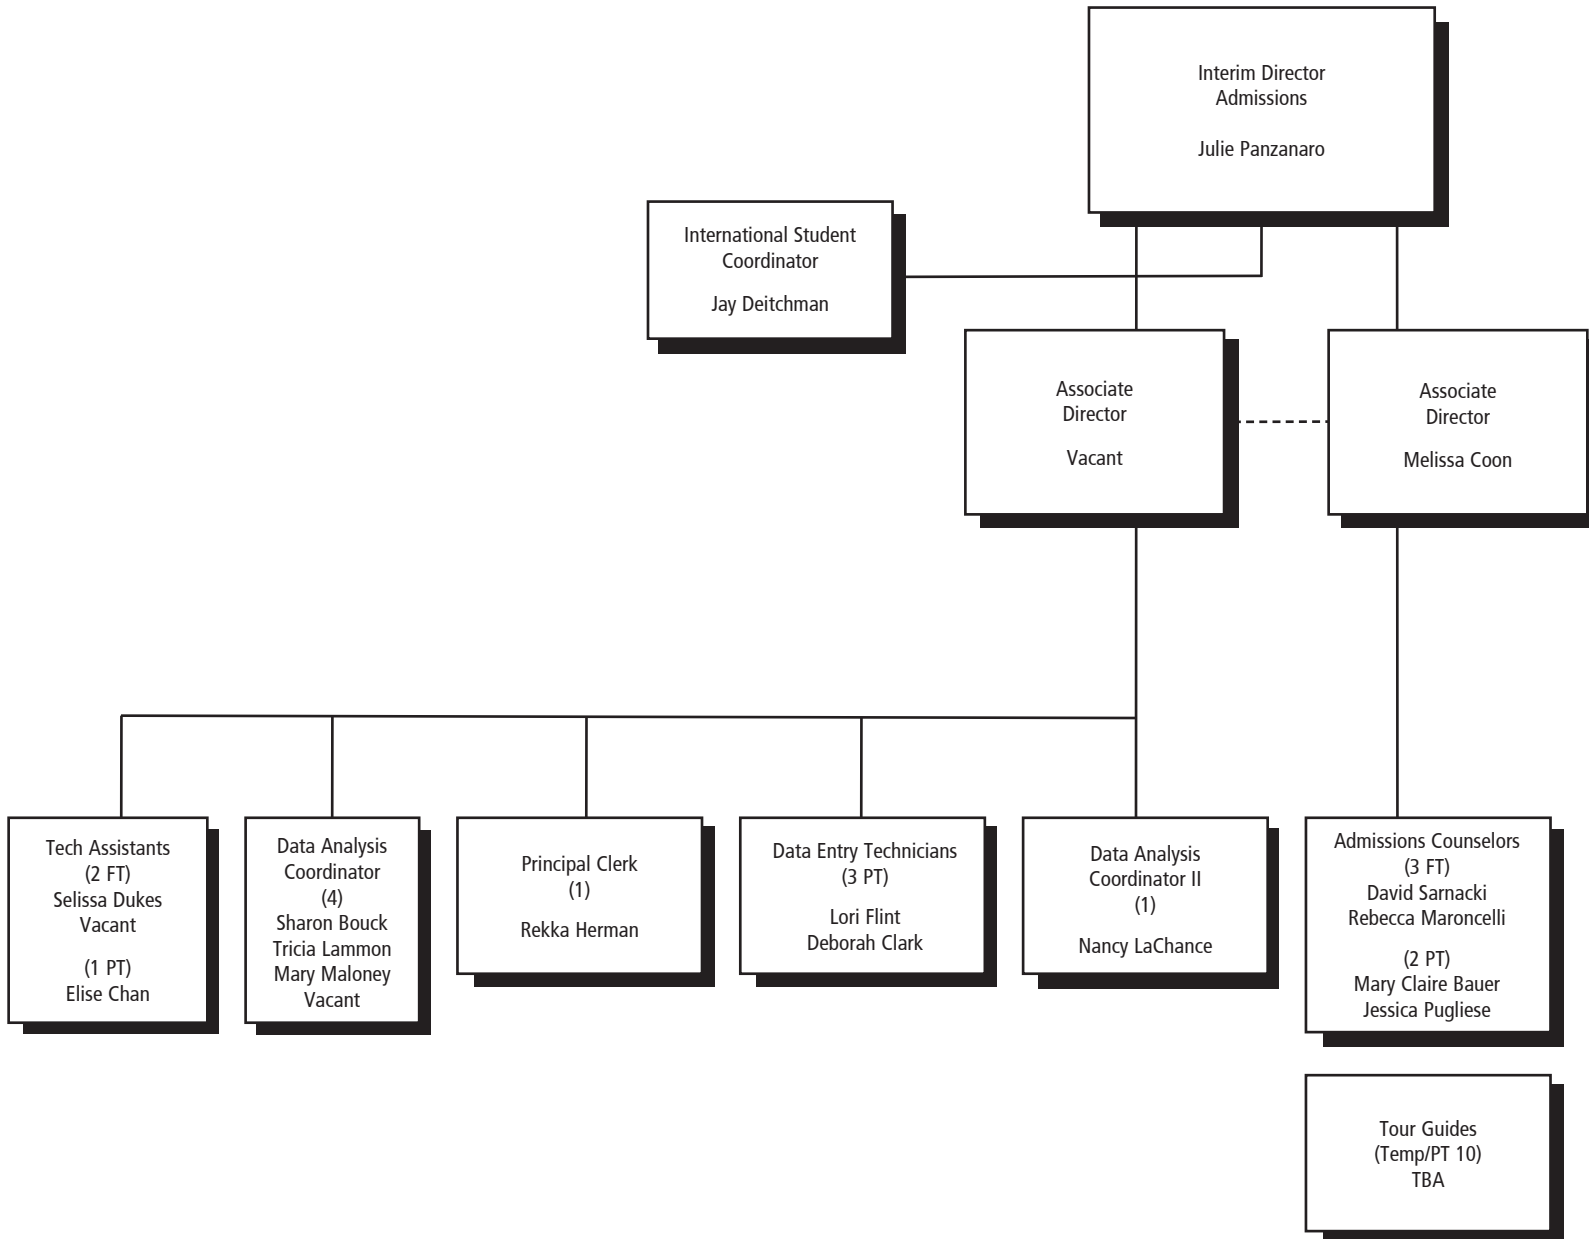 Interim Director
Admissions
Julie Panzanaro
International Student
Coordinator
Jay Deitchman
Associate
Director
Vacant
Associate
Director
Melissa Coon
Tech Assistants
(2 FT)
Selissa Dukes
Vacant
(1 PT)
Elise Chan
Data Analysis
Coordinator
(4)
Sharon Bouck
Tricia Lammon
Mary Maloney
Vacant
Principal Clerk
(1)
Rekka Herman
Data Entry Technicians
(3 PT)
Lori Flint
Deborah Clark
Data Analysis
Coordinator II
(1)
Nancy LaChance
Admissions Counselors
(3 FT)
David Sarnacki
Rebecca Maroncelli
(2 PT)
Mary Claire Bauer
Jessica Pugliese
Tour Guides
(Temp/PT 10)
TBA